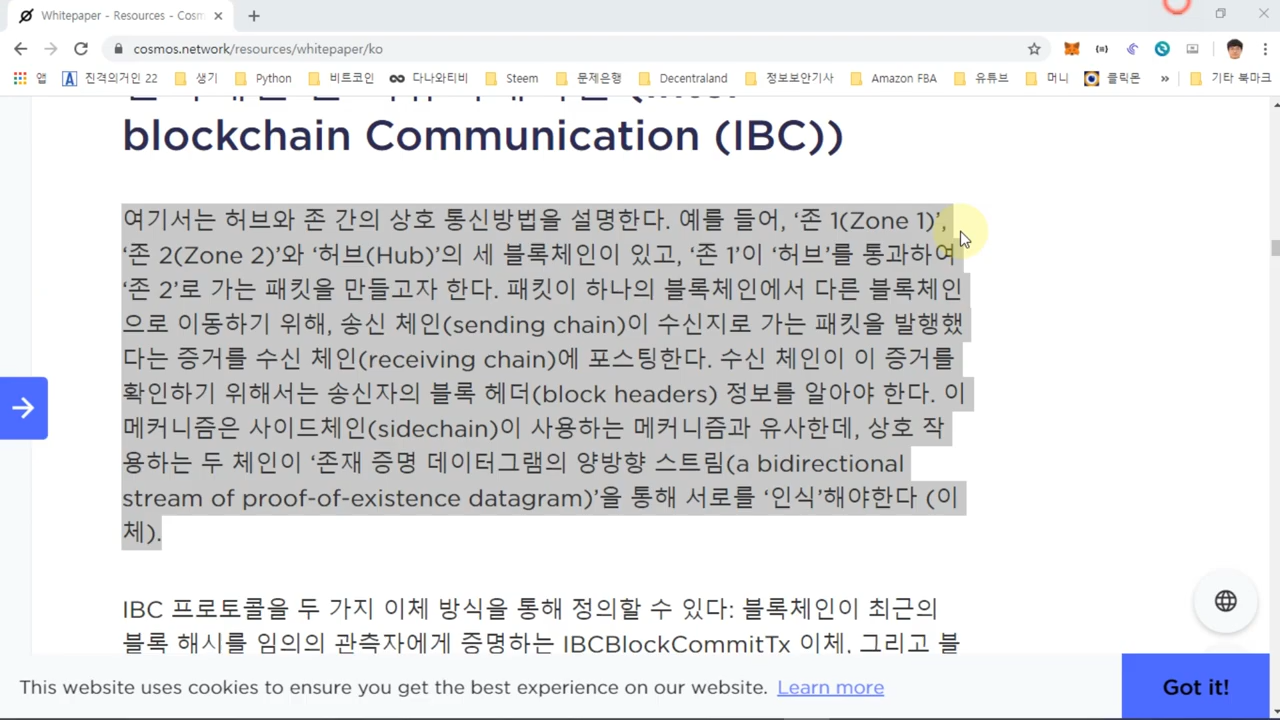 Whitepaper - Resources - Cosm
cosmos.network/resources/whitepaper/ko
앱 진격의거인 22 생기 Python 비트코인 다나와티비 Steem 문제은행 Decentraland 정보보안기사 Amazon FBA 유튜브 머니 클릭몬 » 기타 북마크
blockchain Communication (IBC))
여기서는 허브와 존 간의 상호 통신방법을 설명한다. 예를 들어, ‘존 1(Zone 1)’,
‘존 2(Zone 2)’와 ‘허브(Hub)’의 세 블록체인이 있고, ‘존 1’이 ‘허브’를 통과하여
‘존 2’로 가는 패킷을 만들고자 한다. 패킷이 하나의 블록체인에서 다른 블록체인
으로 이동하기 위해, 송신 체인(sending chain)이 수신지로 가는 패킷을 발행했
다는 증거를 수신 체인(receiving chain)에 포스팅한다. 수신 체인이 이 증거를
확인하기 위해서는 송신자의 블록 헤더(block headers) 정보를 알아야 한다. 이
메커니즘은 사이드체인(sidechain)이 사용하는 메커니즘과 유사한데, 상호 작
용하는 두 체인이 ‘존재 증명 데이터그램의 양방향 스트림(a bidirectional
stream of proof-of-existence datagram)’을 통해 서로를 ‘인식’해야한다 (이
체).
IBC 프로토콜을 두 가지 이체 방식을 통해 정의할 수 있다: 블록체인이 최근의
블록 해시를 임의의 관측자에게 증명하는 IBCBlockCommitTx 이체, 그리고 블
This website uses cookies to ensure you get the best experience on our website. Learn more
Got it!